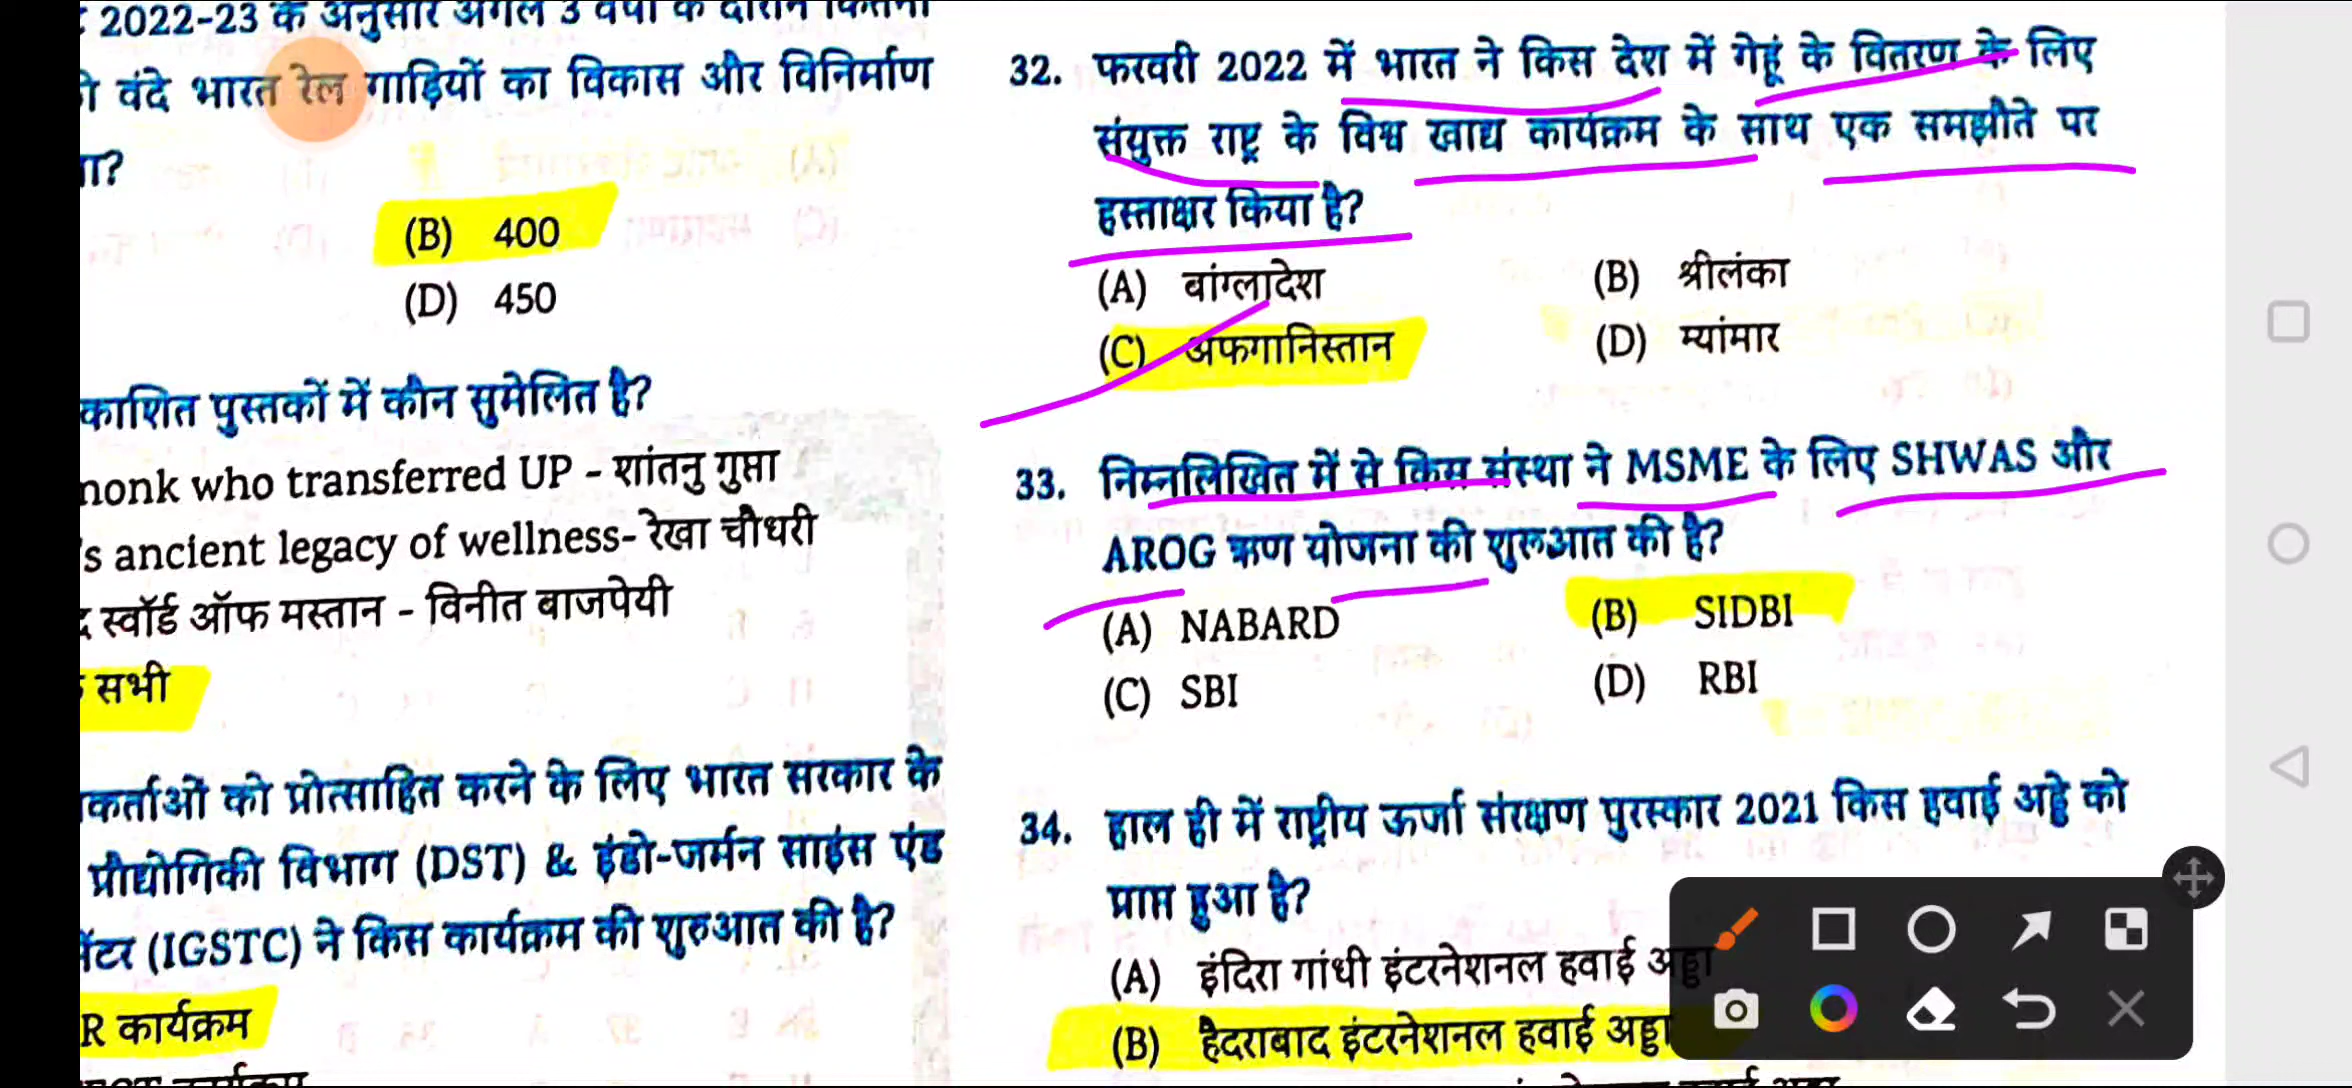 2022-23 के अनुसार अगले 3 वर्षों के दौरान कितनी
वंदे भारत रेल गाड़ियों का विकास और विनिर्माण
(B) 400
(D) 450
काशित पुस्तकों में कौन सुमेलित है?
monk who transferred UP - शांतनु गुप्ता
's ancient legacy of wellness- रेखा चौधरी
द स्वॉर्ड ऑफ मस्तान - विनीत बाजपेयी
सभी
कर्ताओं को प्रोत्साहित करने के लिए भारत सरकार के
प्रौद्योगिकी विभाग (DST) & इंडो-जर्मन साइंस एंड
सेंटर (IGSTC) ने किस कार्यक्रम की शुरुआत की है?
R कार्यक्रम
32. फरवरी 2022 में भारत ने किस देश में गेहूं के वितरण के लिए
संयुक्त राष्ट्र के विश्व खाद्य कार्यक्रम के साथ एक समझौते पर
हस्ताक्षर किया है?
(A) बांग्लादेश (B) श्रीलंका
(C) अफगानिस्तान (D) म्यांमार
33. निम्नलिखित में से किस संस्था ने MSME के लिए SHWAS और
AROG ऋण योजना की शुरूआत की है?
(A) NABARD (B) SIDBI
(C) SBI (D) RBI
34. हाल ही में राष्ट्रीय ऊर्जा संरक्षण पुरस्कार 2021 किस हवाई अड्डे को
प्राप्त हुआ है?
(A) इंदिरा गांधी इंटरनेशनल हवाई अड्डा
(B) हैदराबाद इंटरनेशनल हवाई अड्डा